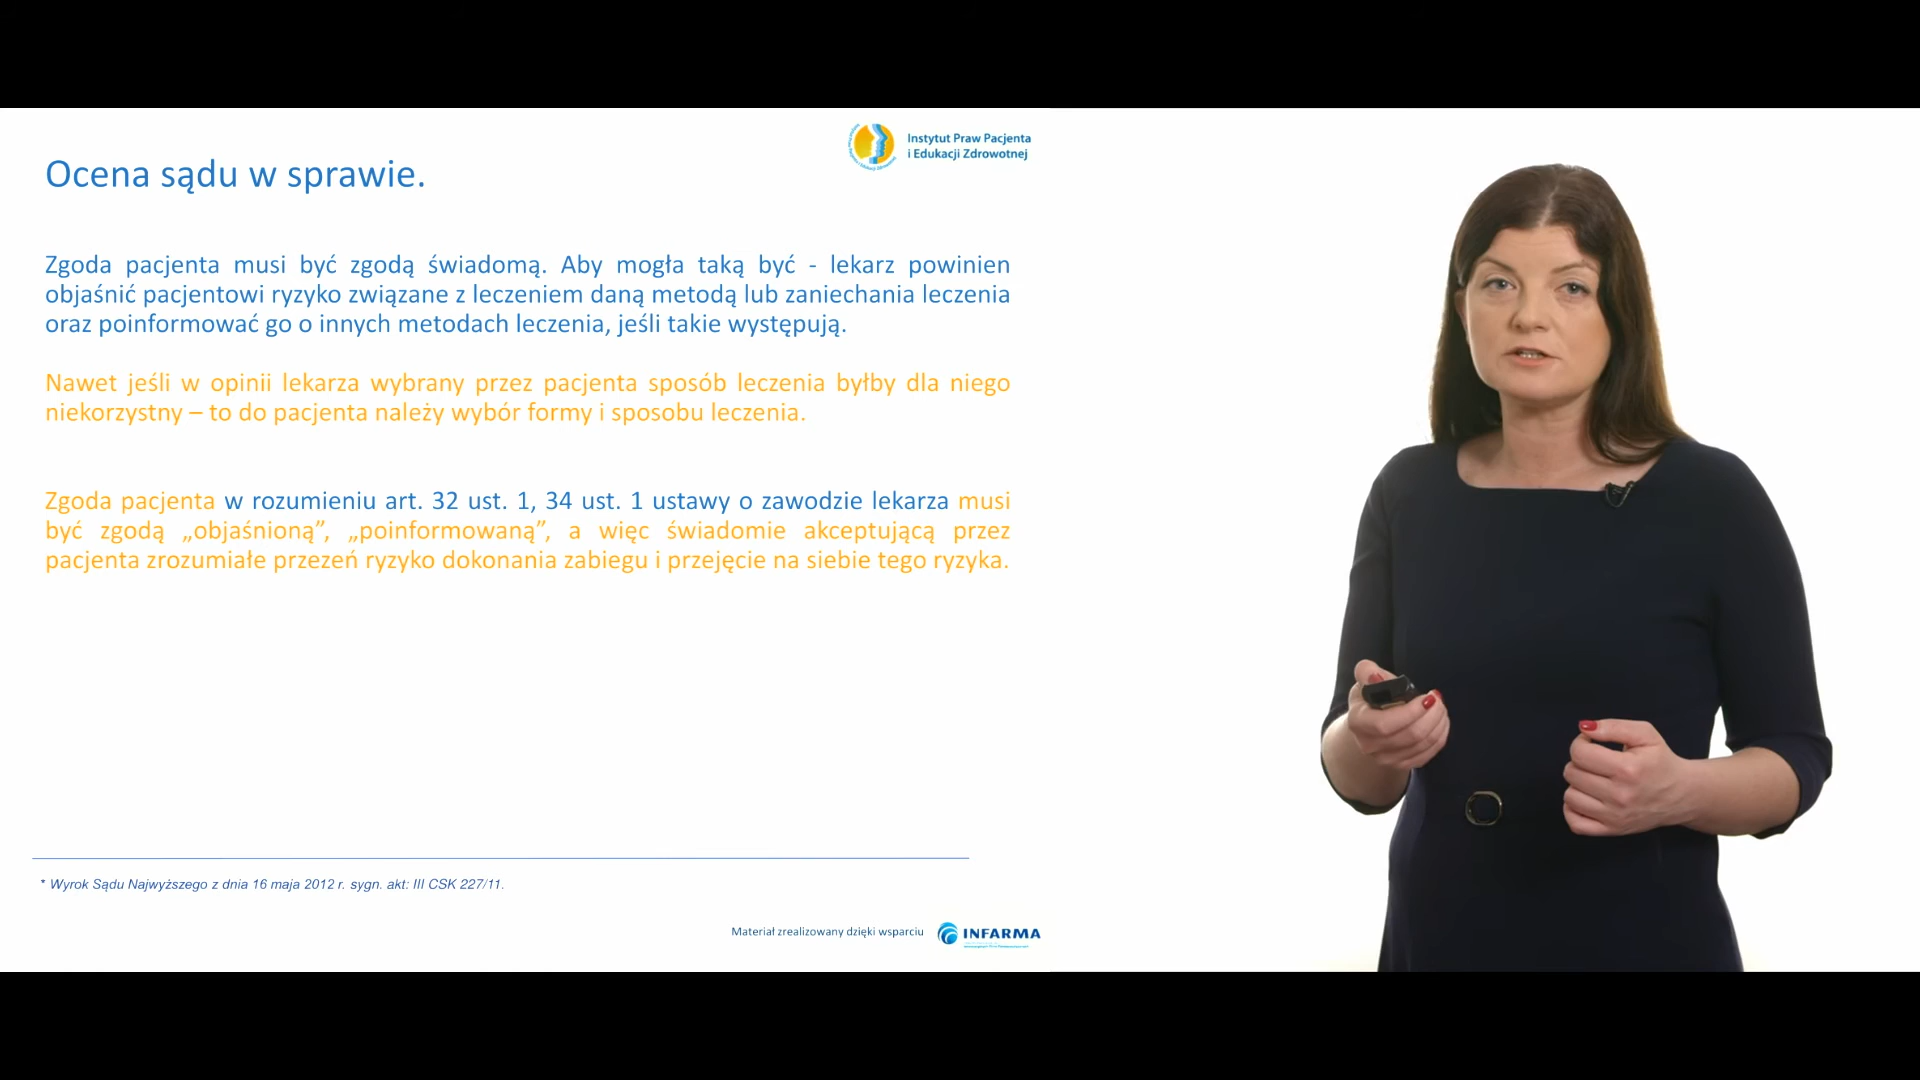 Instytut Praw Pacjenta
i Edukacji Zdrowotnej
Ocena sądu w sprawie.
Zgoda pacjenta musi być zgodą świadomą. Aby mogła taką być - lekarz powinien
objaśnić pacjentowi ryzyko związane z leczeniem daną metodą lub zaniechania leczenia
oraz poinformować go o innych metodach leczenia, jeśli takie występują.
Nawet jeśli w opinii lekarza wybrany przez pacjenta sposób leczenia byłby dla niego
niekorzystny – to do pacjenta należy wybór formy i sposobu leczenia.
Zgoda pacjenta w rozumieniu art. 32 ust. 1, 34 ust. 1 ustawy o zawodzie lekarza musi
być zgodą „objaśnioną”, „poinformowaną”, a więc świadomie akceptującą przez
pacjenta zrozumiałe przezeń ryzyko dokonania zabiegu i przejęcie na siebie tego ryzyka.
* Wyrok Sądu Najwyższego z dnia 16 maja 2012 r. sygn. akt: III CSK 227/11.
Materiał zrealizowany dzięki wsparciu
INFARMA